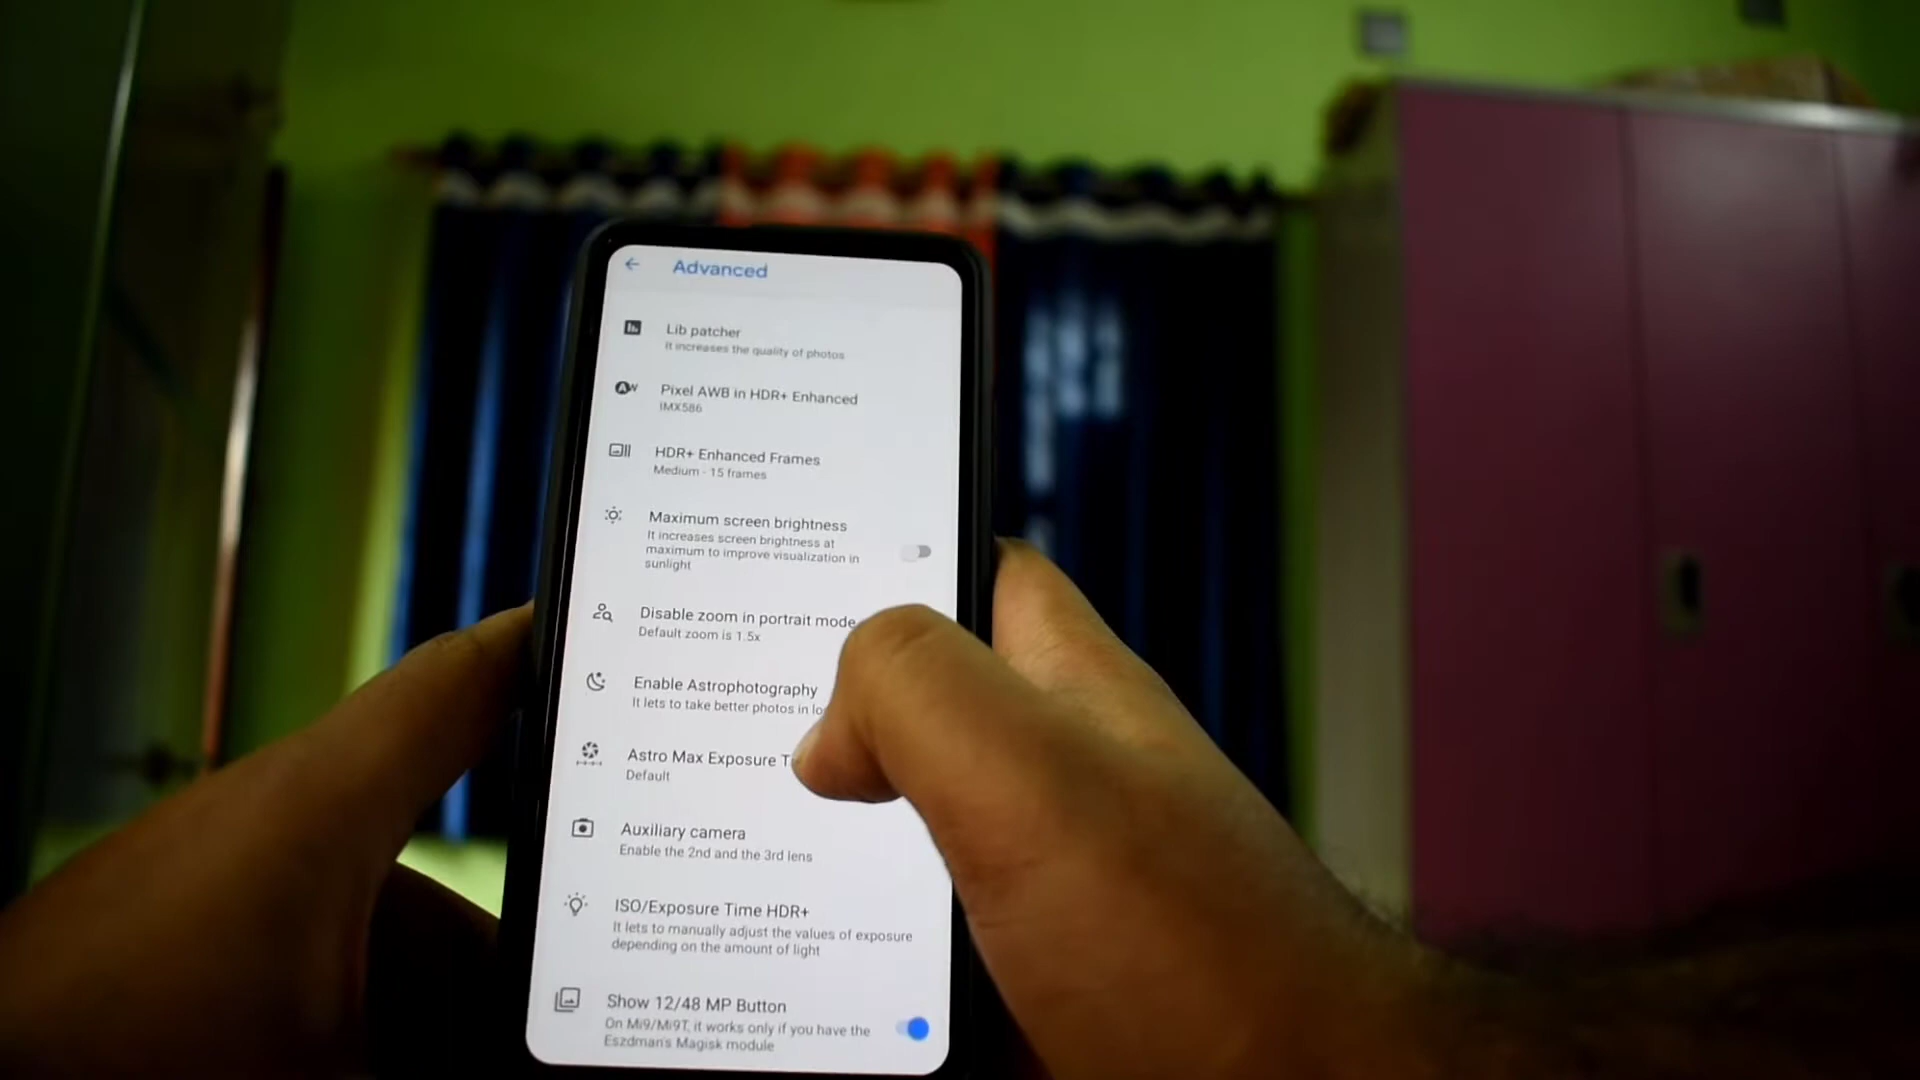 Advanced
Lib patcher
It increases the quality of photos
Pixel AWB in HDR+ Enhanced
IMX586
HDR+ Enhanced Frames
Medium - 15 frames
Maximum screen brightness
It increases screen brightness at
maximum to improve visualization in
sunlight
Disable zoom in portrait mode
Default zoom is 1.5x
Enable Astrophotography
It lets to take better photos in
Astro Max Exposure
Default
Auxiliary camera
Enable the 2nd and the 3rd lens
ISO/Exposure Time HDR+
It lets to manually adjust the values of exposure
depending on the amount of light
Show 12/48 MP Button
On Mi9/Mi9T, it works only if you have the
Eszdman's Magisk module